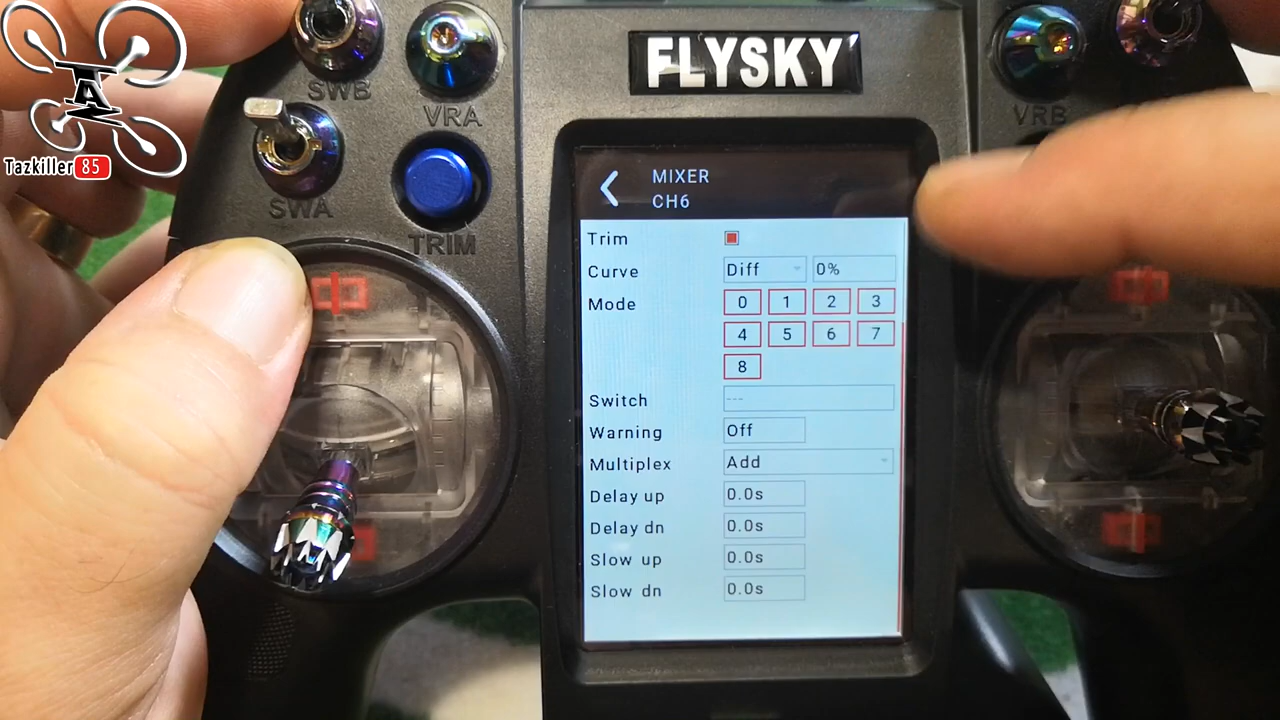 FLYSKY
SWB
VRA
VRB
A
Tazkiller 85
SWA
TRIM
MIXER
CH6
Trim
Curve Diff 0%
Mode 0 1 2 3
4 5 6 7
8
Switch ---
Warning Off
Multiplex Add
Delay up 0.0s
Delay dn 0.0s
Slow up 0.0s
Slow dn 0.0s